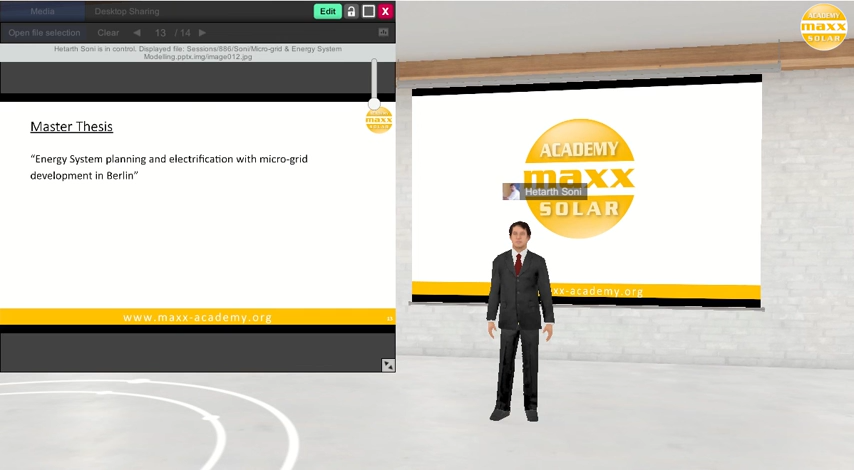 Media Desktop Sharing Edit X
Open file selection Clear 13 / 14
Hetarth Soni is in control. Displayed file: Sessions/886/Soni/Micro-grid & Energy System
Modelling.pptx.img/image012.jpg
maxx
Master Thesis
“Energy System planning and electrification with micro-grid
development in Berlin”
www.maxx-academy.org
ACADEMY
maxx
Hetarth Soni
SOLAR
xx-academy.org
ACADEMY
maxx
SOLAR